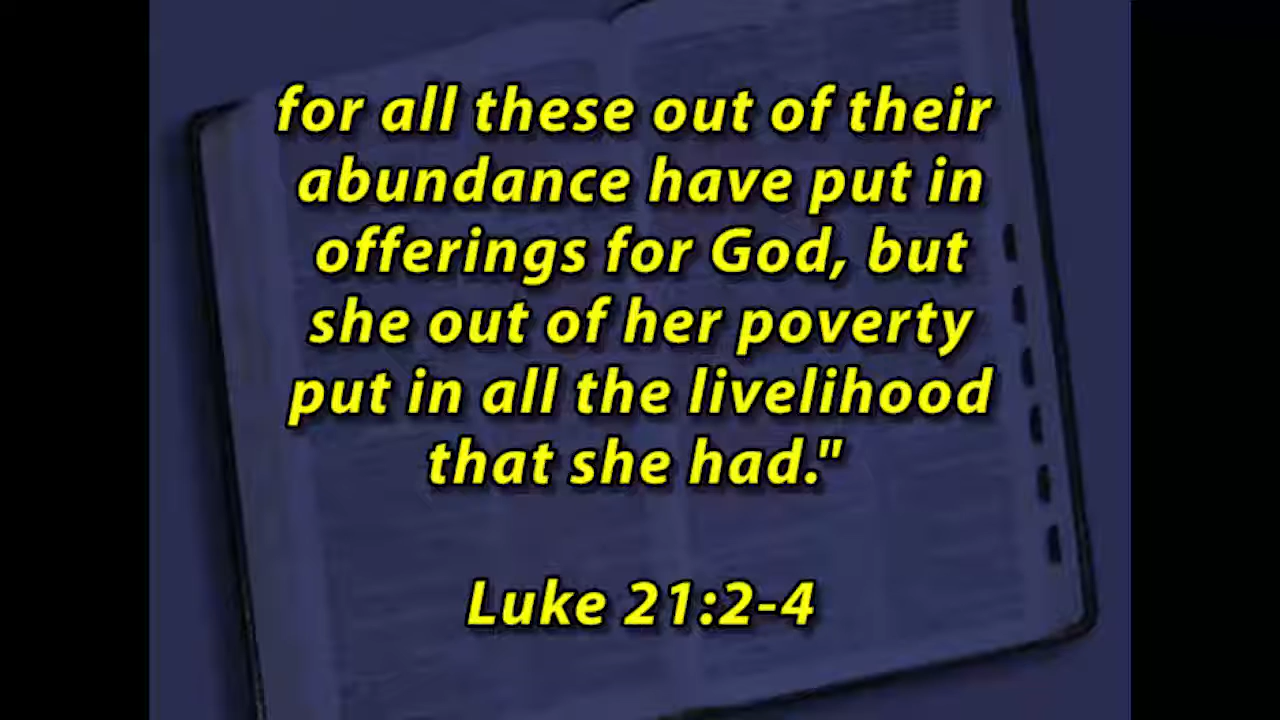 for all these out of their
abundance have put in
offerings for God, but
she out of her poverty
put in all the livelihood
that she had."
Luke 21:2-4